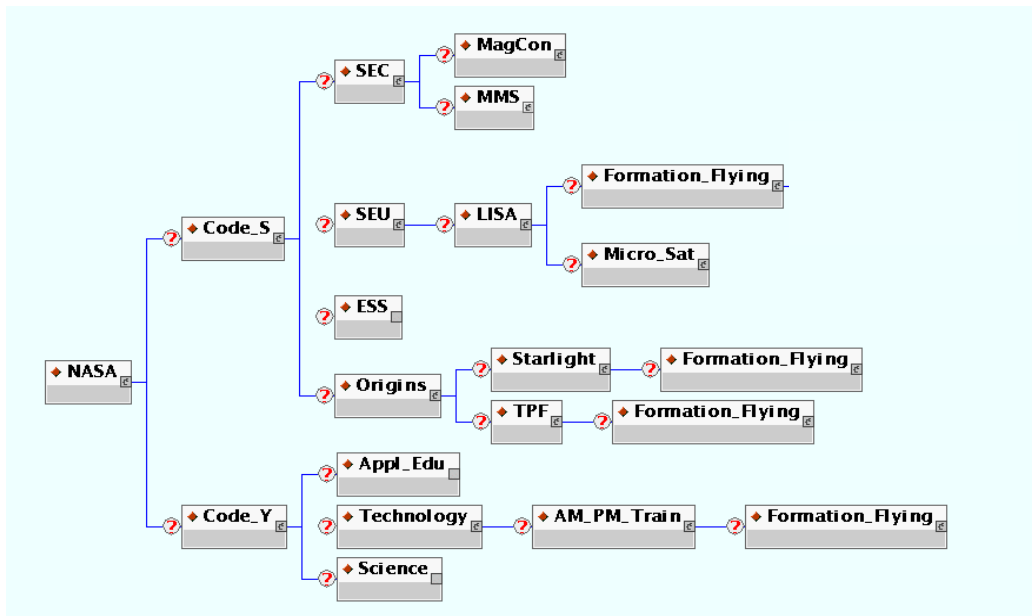 MagCon
SEC
MMS
Formation_Flying
Code_S
SEU
LISA
Micro_Sat
ESS
NASA
Starlight
Formation_Flying
Origins
TPF
Formation_Flying
Appl_Edu
Code_Y
Technology
AM_PM_Train
Formation_Flying
Science